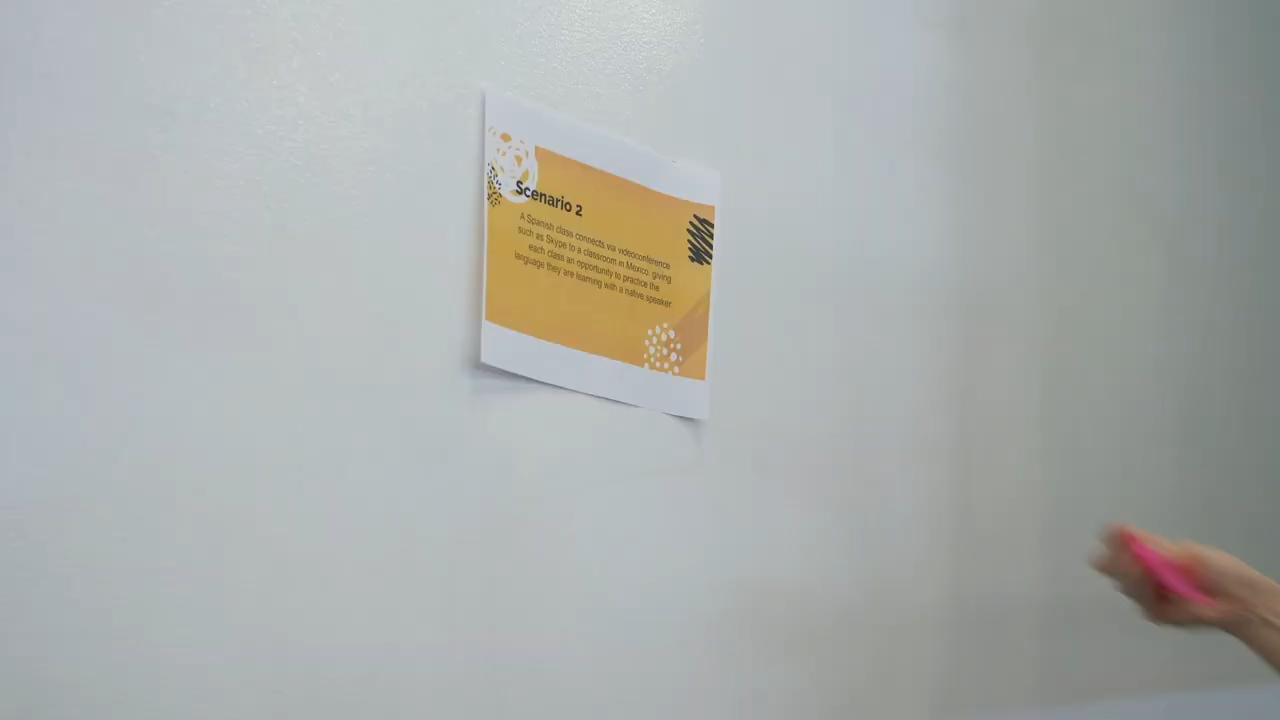 Scenario 2
A Spanish class connects via videoconference
such as Skype to a classroom in Mexico, giving
each class an opportunity to practice the
language they are learning with a native speaker